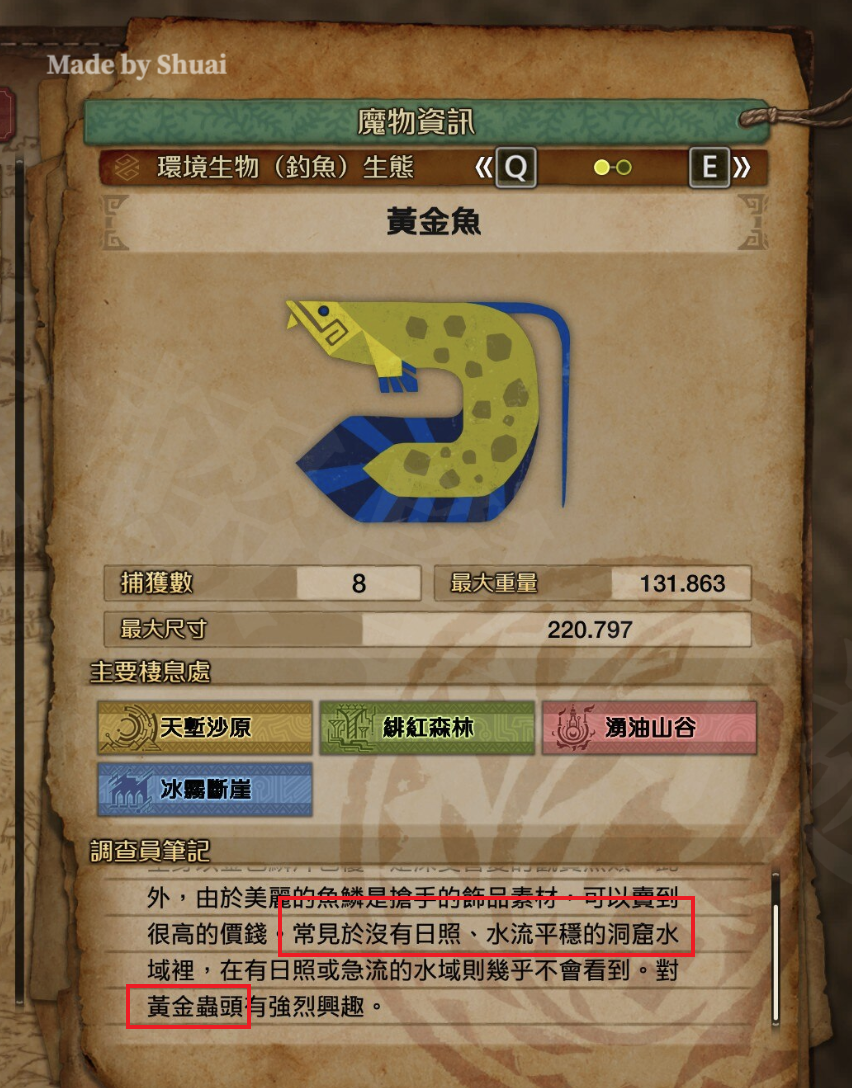 Made by Shuai
魔物資訊
環境生物（釣魚）生態 « Q E »
黃金魚
捕獲數 8 最大重量 131.863
最大尺寸 220.797
主要棲息處
天塹沙原 緋紅森林 湧油山谷
冰霧斷崖
調查員筆記
外，由於美麗的魚鱗是搶手的飾品素材，可以賣到
很高的價錢。常見於沒有日照、水流平穩的洞窟水
域裡，在有日照或急流的水域則幾乎不會看到。對
黃金蟲頭有強烈興趣。